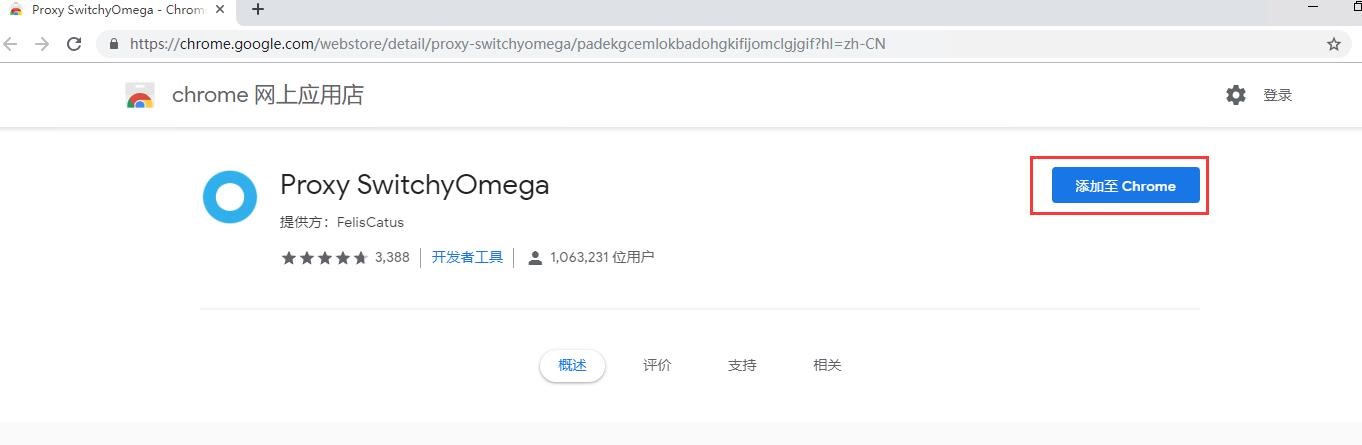 Proxy SwitchyOmega - Chrom
https://chrome.google.com/webstore/detail/proxy-switchyomega/padekgcemlokbadohgkifijomclgjgif?hl=zh-CN
chrome 网上应用店
登录
Proxy SwitchyOmega
添加至 Chrome
提供方：FelisCatus
3,388 开发者工具 1,063,231 位用户
概述 评价 支持 相关